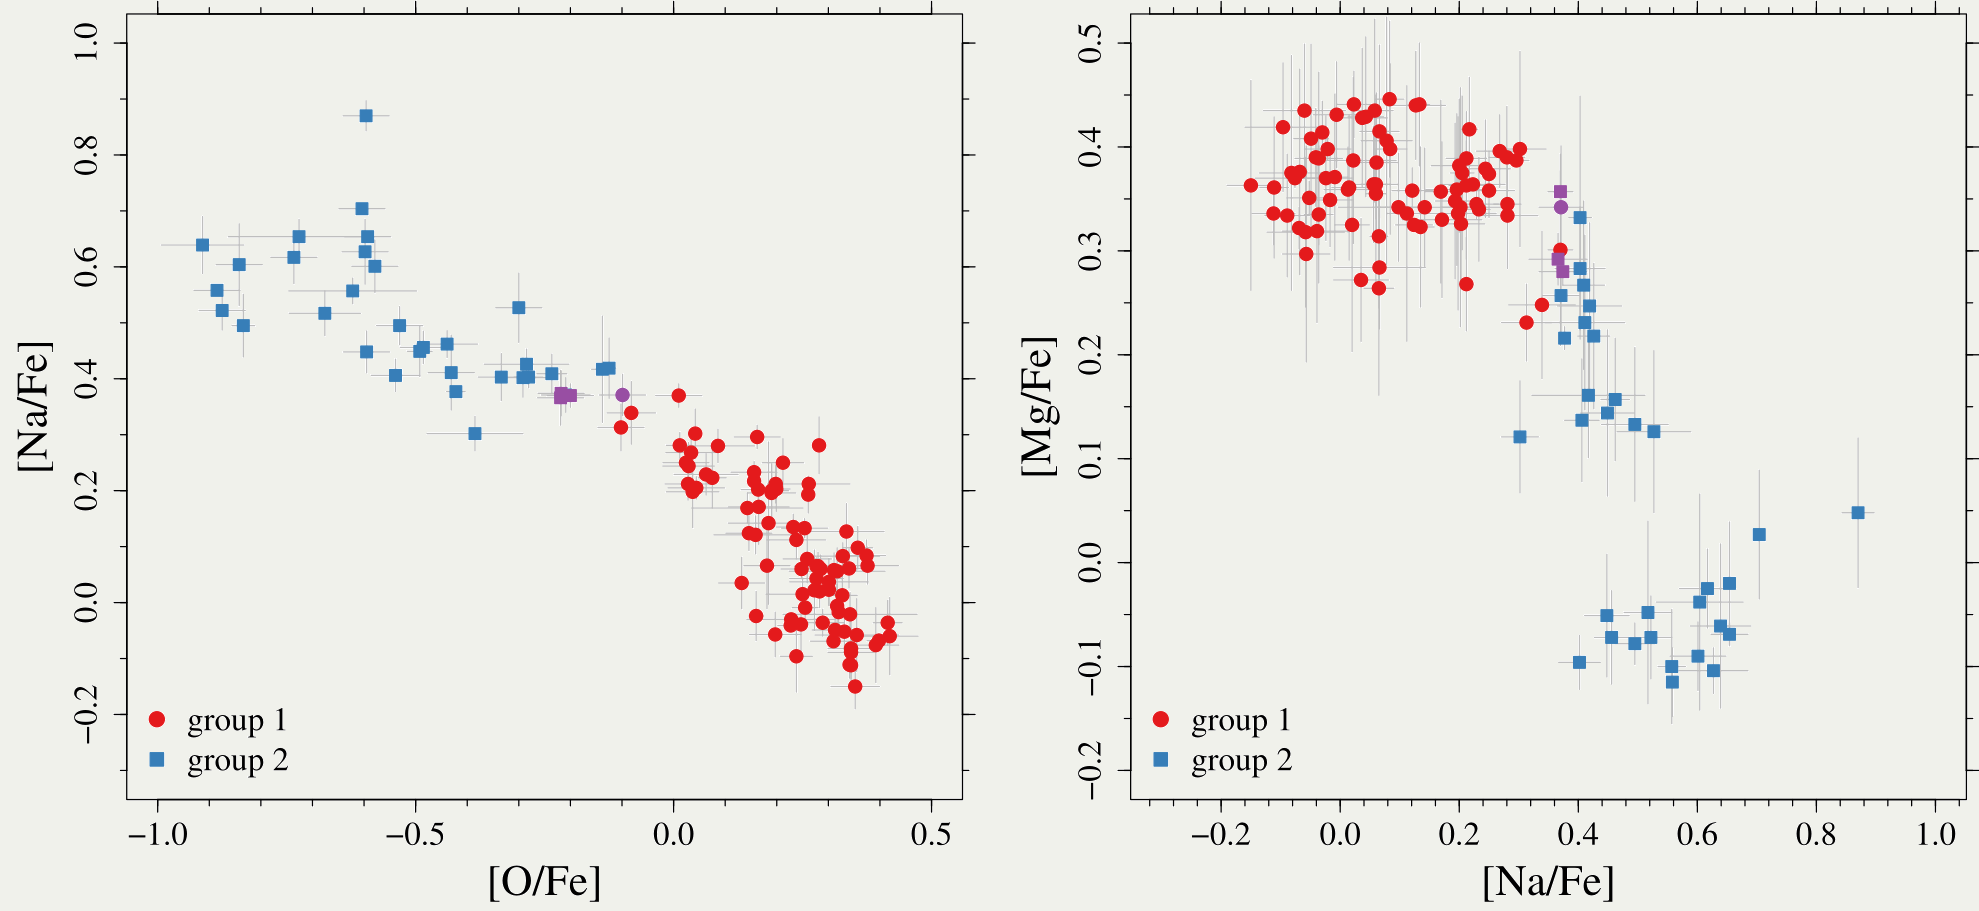 1.0
0.8
0.6
0.4
0.2
0.0
−0.2
[Na/Fe]
group 1
group 2
−1.0 −0.5 0.0 0.5
[O/Fe]
0.5
0.4
0.3
0.2
0.1
0.0
−0.1
−0.2
[Mg/Fe]
group 1
group 2
−0.2 0.0 0.2 0.4 0.6 0.8 1.0
[Na/Fe]